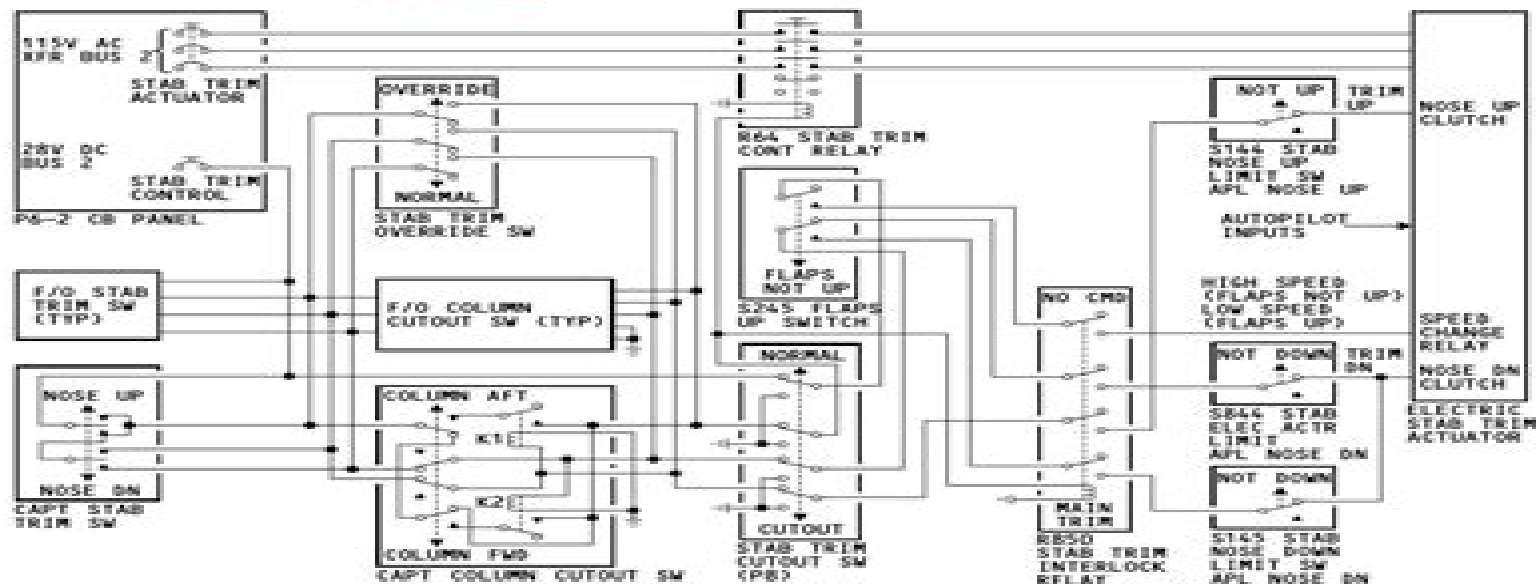 115V AC
XFR BUS 2
STAB TRIM
ACTUATOR
28V DC
BUS 2
STAB TRIM
CONTROL
P6-2 CB PANEL
OVERRIDE
NORMAL
STAB TRIM
OVERRIDE SW
R64 STAB TRIM
CONT RELAY
FLAPS
NOT UP
S245 FLAPS
UP SWITCH
NOT UP
TRIM
UP
S144 STAB
NOSE UP
LIMIT SW
APL NOSE UP
NOSE UP
CLUTCH
AUTOPILOT
INPUTS
HIGH SPEED
(FLAPS NOT UP)
LOW SPEED
(FLAPS UP)
SPEED
CHANGE
RELAY
NOSE DN
CLUTCH
ELECTRIC
STAB TRIM
ACTUATOR
F/O STAB
TRIM SW
(TYP)
F/O COLUMN
CUTOUT SW (TYP)
NOSE UP
NOSE DN
CAPT STAB
TRIM SW
COLUMN AFT
K1
K2
COLUMN FWD
CAPT COLUMN CUTOUT SW
NORMAL
CUTOUT
STAB TRIM
CUTOUT SW
(P8)
NO CMD
MAIN
TRIM
R850
STAB TRIM
INTERLOCK
RELAY
NOT DOWN
TRIM
DN
S846 STAB
ELEC ACTR
LIMIT
APL NOSE DN
NOT DOWN
S145 STAB
NOSE DOWN
LIMIT SW
APL NOSE DN